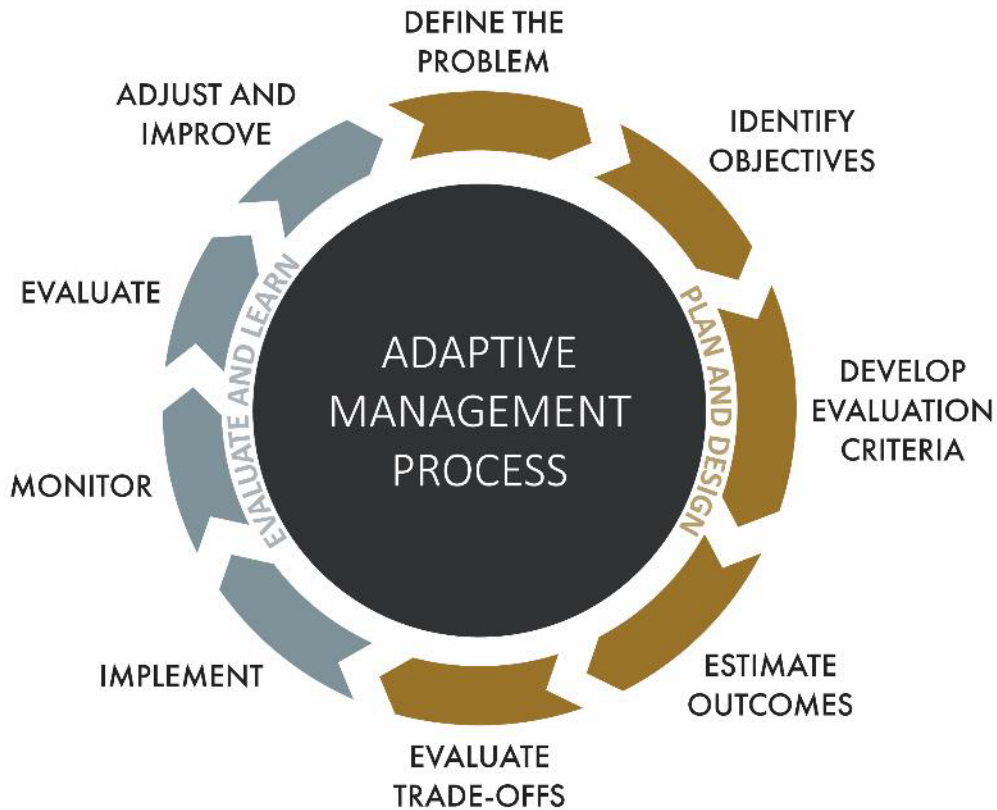 DEFINE THE
PROBLEM
IDENTIFY
OBJECTIVES
DEVELOP
EVALUATION
CRITERIA
ESTIMATE
OUTCOMES
EVALUATE
TRADE-OFFS
IMPLEMENT
MONITOR
EVALUATE
ADJUST AND
IMPROVE
PLAN AND DESIGN
EVALUATE AND LEARN
ADAPTIVE
MANAGEMENT
PROCESS